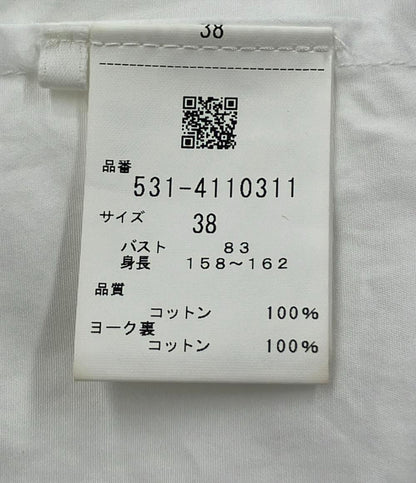 38
品番
531-4110311
サイズ 38
バスト 83
身長 158～162
品質
コットン 100%
ヨーク裏
コットン 100%